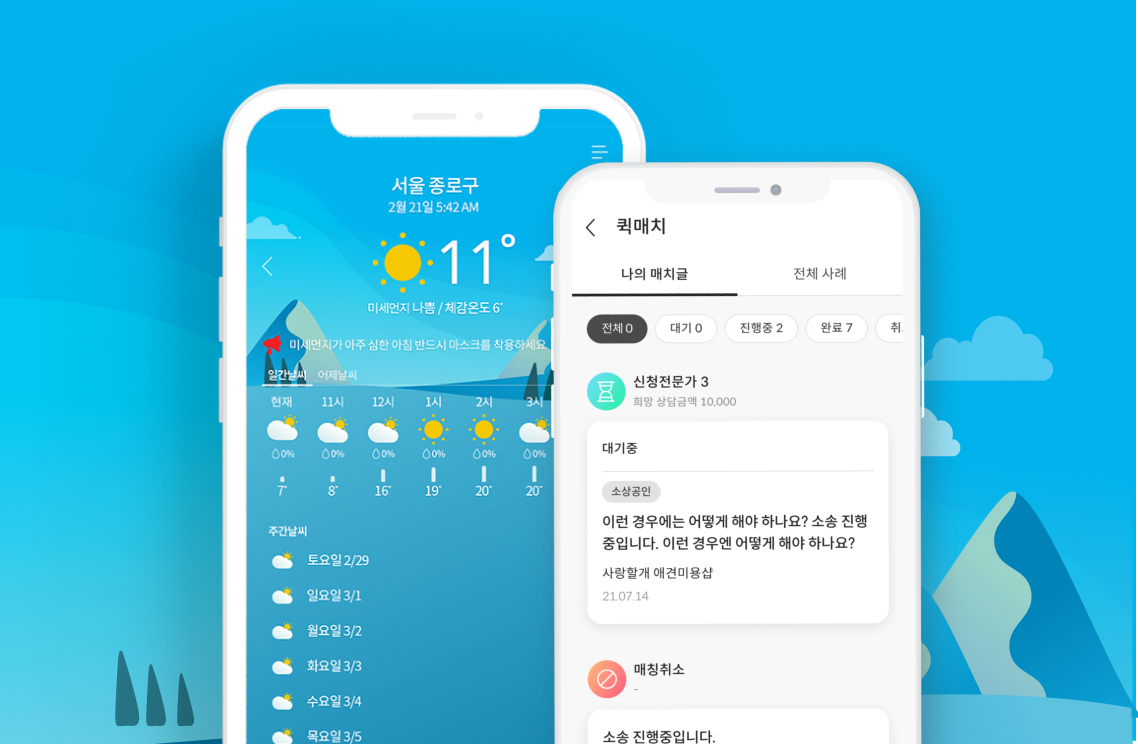 서울 종로구
2월 21일 5:42 AM
11°
미세먼지 나쁨 / 체감온도 6°
미세먼지가 아주 심한 아침 반드시 마스크를 착용하세요
일간날씨 어제날씨
현재 11시 12시 1시 2시 3시
0% 0% 0% 0% 0% 0%
7° 8° 16° 19° 20° 20°
주간날씨
토요일 2/29
일요일 3/1
월요일 3/2
화요일 3/3
수요일 3/4
목요일 3/5
퀵매치
나의 매치글 전체 사례
전체 0 대기 0 진행중 2 완료 7 취
신청전문가 3
희망 상담금액 10,000
대기중
소상공인
이런 경우에는 어떻게 해야 하나요? 소송 진행
중입니다. 이런 경우엔 어떻게 해야 하나요?
사랑할개 애견미용샵
21.07.14
매칭취소
-
소송 진행중입니다.